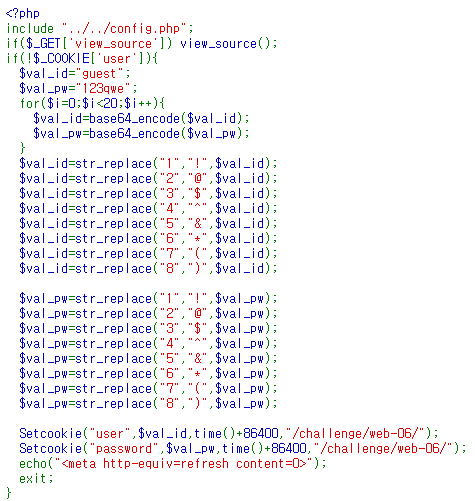 <?php
include "../../config.php";
if($_GET['view_source']) view_source();
if(!$_COOKIE['user']){
  $val_id="guest";
  $val_pw="123qwe";
  for($i=0;$i<20;$i++){
    $val_id=base64_encode($val_id);
    $val_pw=base64_encode($val_pw);
  }
  $val_id=str_replace("1","!",$val_id);
  $val_id=str_replace("2","@",$val_id);
  $val_id=str_replace("3","$",$val_id);
  $val_id=str_replace("4","^",$val_id);
  $val_id=str_replace("5","&",$val_id);
  $val_id=str_replace("6","*",$val_id);
  $val_id=str_replace("7","(",$val_id);
  $val_id=str_replace("8",")",$val_id);

  $val_pw=str_replace("1","!",$val_pw);
  $val_pw=str_replace("2","@",$val_pw);
  $val_pw=str_replace("3","$",$val_pw);
  $val_pw=str_replace("4","^",$val_pw);
  $val_pw=str_replace("5","&",$val_pw);
  $val_pw=str_replace("6","*",$val_pw);
  $val_pw=str_replace("7","(",$val_pw);
  $val_pw=str_replace("8",")",$val_pw);

  Setcookie("user",$val_id,time()+86400,"/challenge/web-06/");
  Setcookie("password",$val_pw,time()+86400,"/challenge/web-06/");
  echo("<meta http-equiv=refresh content=0>");
  exit;
}